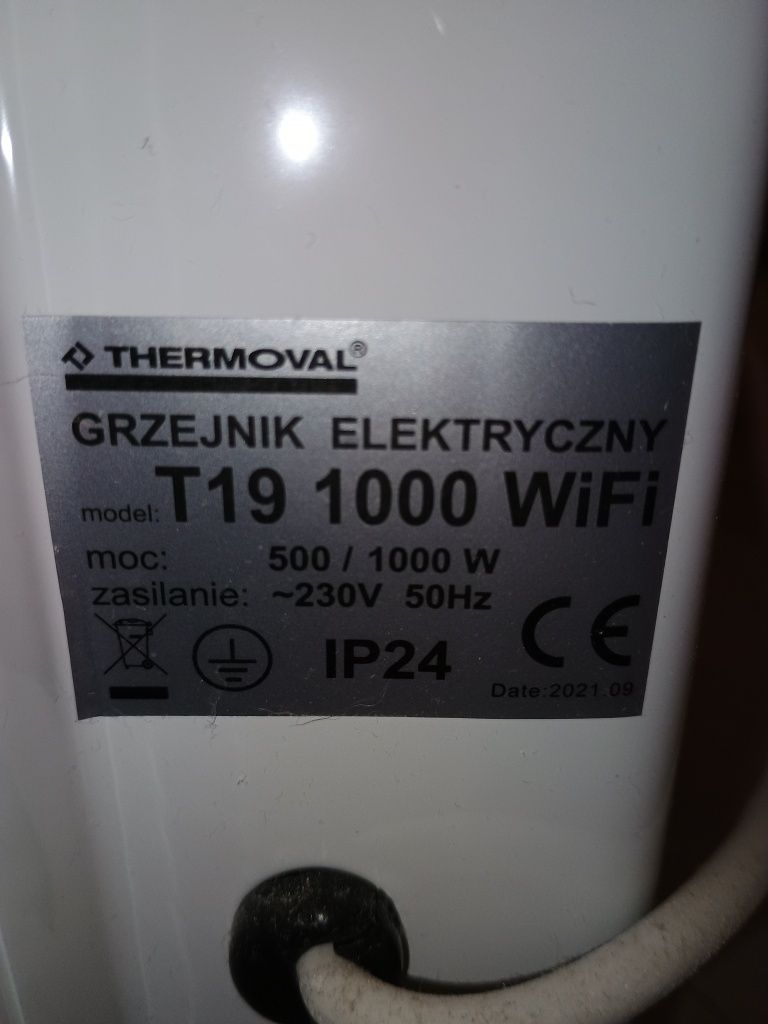 THERMOVAL®
GRZEJNIK ELEKTRYCZNY
model: T19 1000 WiFi
moc: 500 / 1000 W
zasilanie: ~230V 50Hz
IP24
CE
Date:2021.09